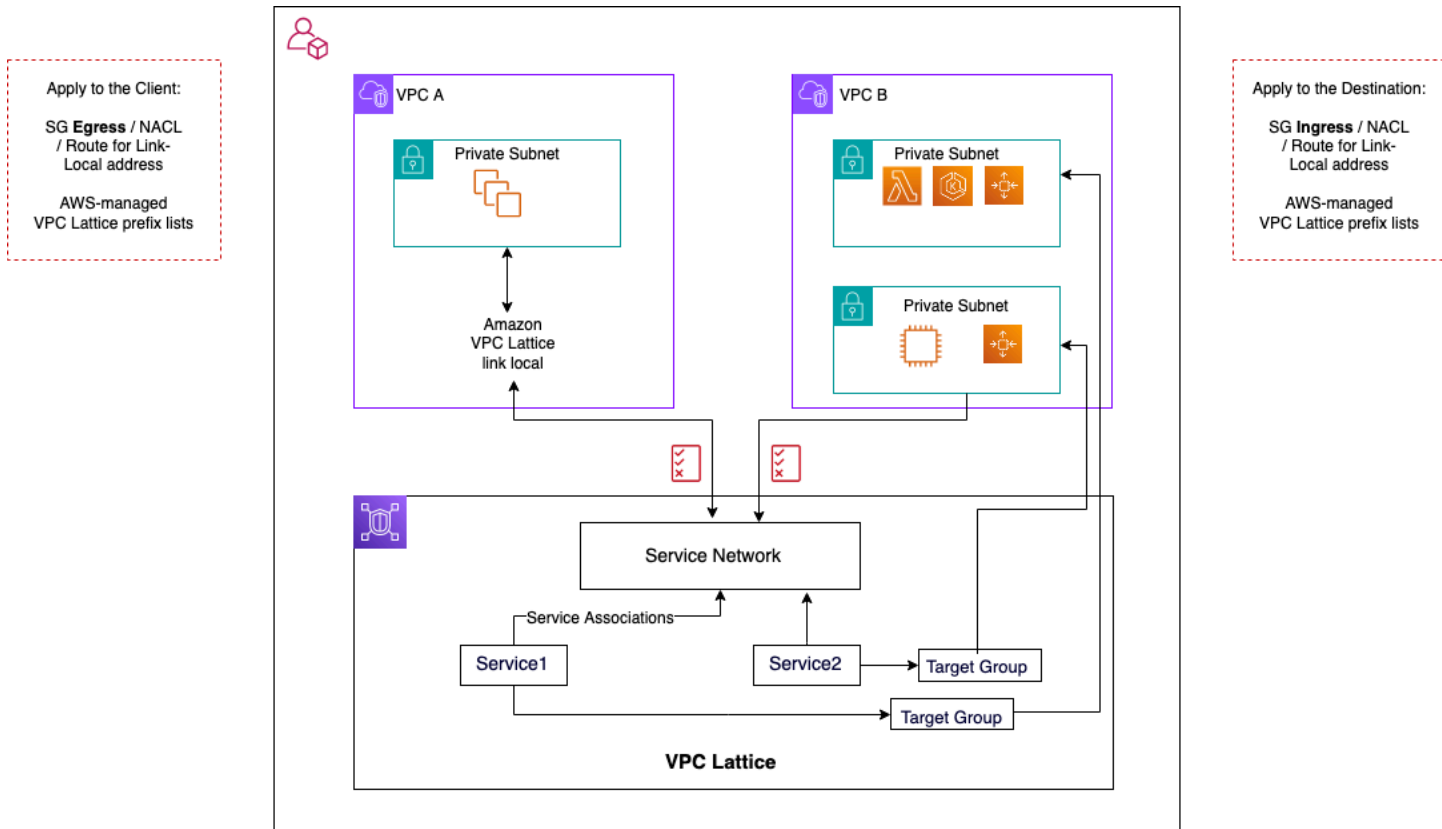 Apply to the Client:
SG Egress / NACL
/ Route for Link-
Local address
AWS-managed
VPC Lattice prefix lists
VPC A
Private Subnet
Amazon
VPC Lattice
link local
VPC B
Private Subnet
K
Private Subnet
Apply to the Destination:
SG Ingress / NACL
/ Route for Link-
Local address
AWS-managed
VPC Lattice prefix lists
Service Network
Service Associations
Service1
Service2
Target Group
Target Group
VPC Lattice